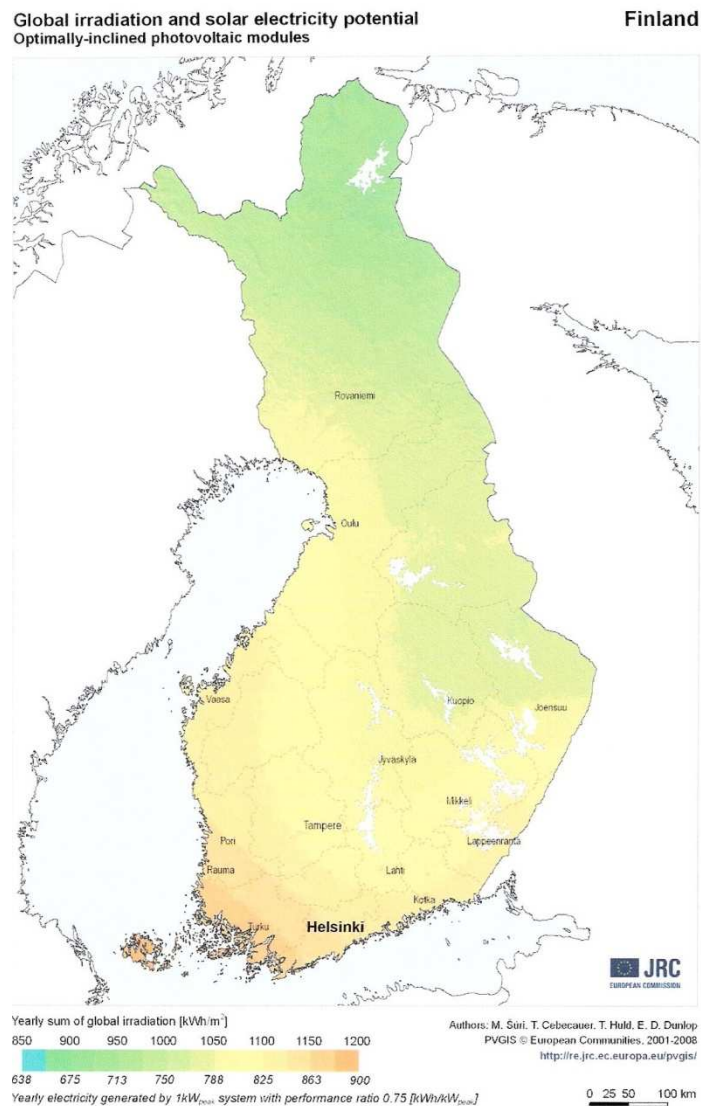 Global irradiation and solar electricity potential
Optimally-inclined photovoltaic modules
Finland
Rovaniemi
Oulu
Vaasa
Kuopio
Joensuu
Jyväskylä
Mikkeli
Tampere
Pori
Lappeenranta
Rauma
Lahti
Kotka
Turku
Helsinki
JRC
EUROPEAN COMMISSION
Yearly sum of global irradiation [kWh/m²]
850 900 950 1000 1050 1100 1150 1200
638 675 713 750 788 825 863 900
Yearly electricity generated by 1kWpeak system with performance ratio 0.75 [kWh/kWpeak]
Authors: M. Šúri, T. Cebecauer, T. Huld, E. D. Dunlop
PVGIS © European Communities, 2001-2008
http://re.jrc.ec.europa.eu/pvgis/
0 25 50 100 km